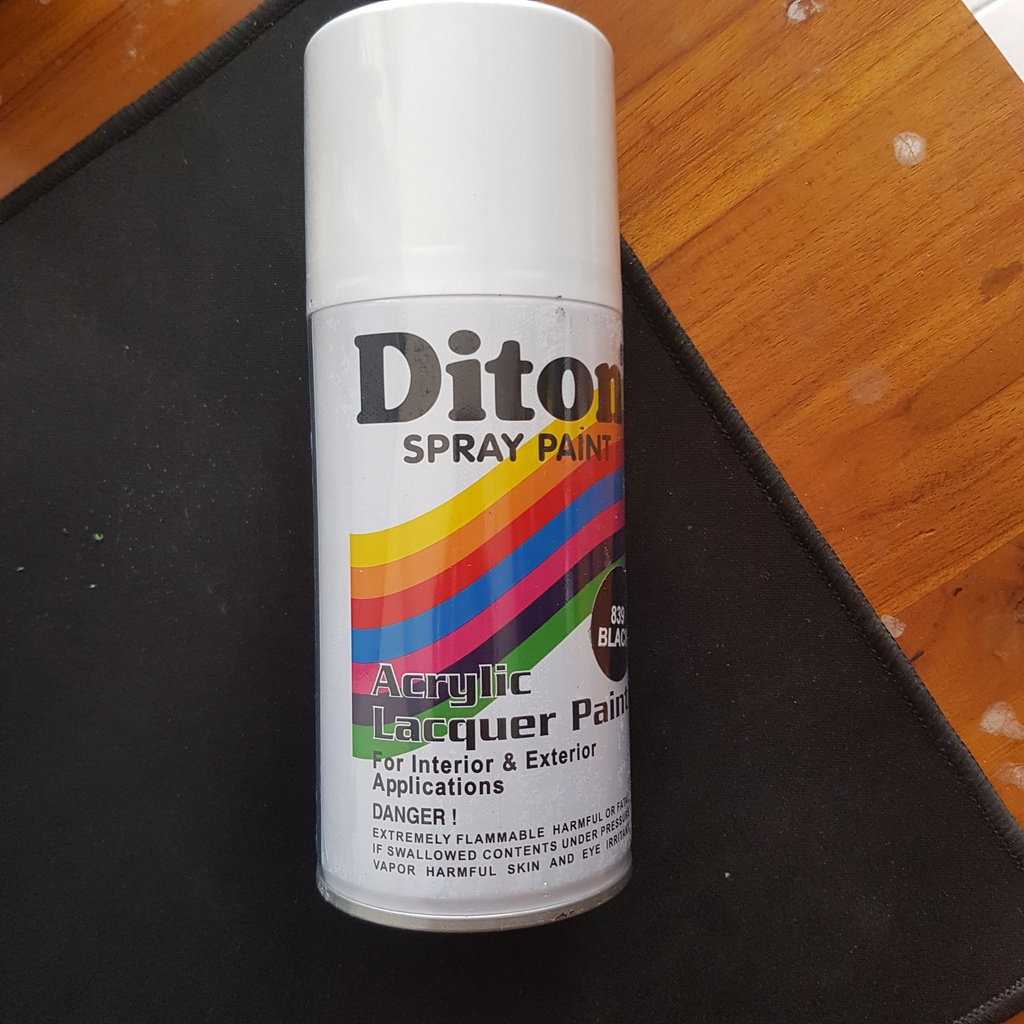 Diton
SPRAY PAINT
839
Acrylic
Lacquer Paint
For Interior & Exterior
Applications
DANGER !
EXTREMELY FLAMMABLE HARMFUL OR
IF SWALLOWED CONTENTS UNDER
VAPOR HARMFUL SKIN AND EYE